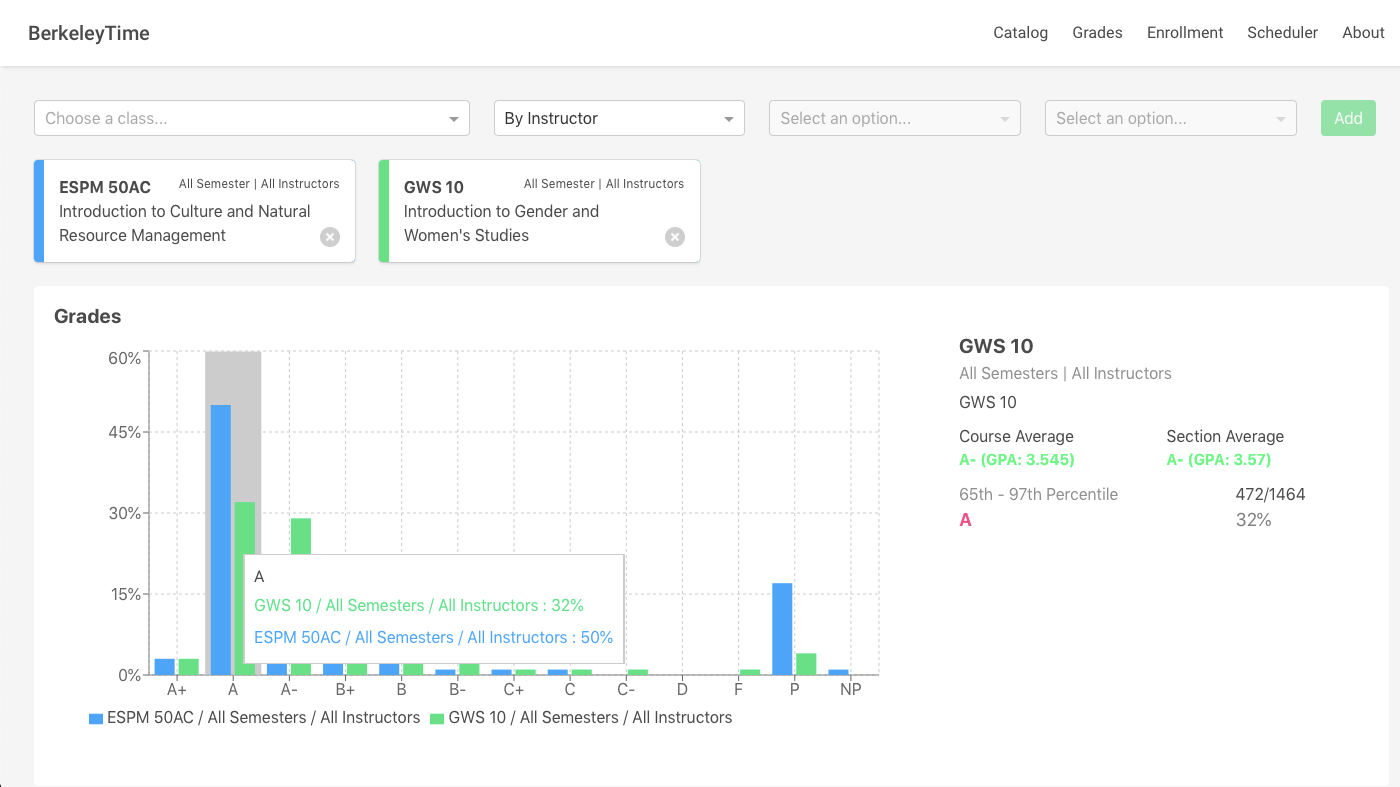 BerkeleyTime
Catalog Grades Enrollment Scheduler About
Choose a class... By Instructor Select an option... Select an option... Add
ESPM 50AC All Semester | All Instructors
Introduction to Culture and Natural
Resource Management
GWS 10 All Semester | All Instructors
Introduction to Gender and
Women's Studies
Grades
60%
45%
30%
15%
0%
A+ A A- B+ B B- C+ C C- D F P NP
A
GWS 10 / All Semesters / All Instructors : 32%
ESPM 50AC / All Semesters / All Instructors : 50%
ESPM 50AC / All Semesters / All Instructors GWS 10 / All Semesters / All Instructors
GWS 10
All Semesters | All Instructors
GWS 10
Course Average Section Average
A- (GPA: 3.545) A- (GPA: 3.57)
65th - 97th Percentile 472/1464
A 32%